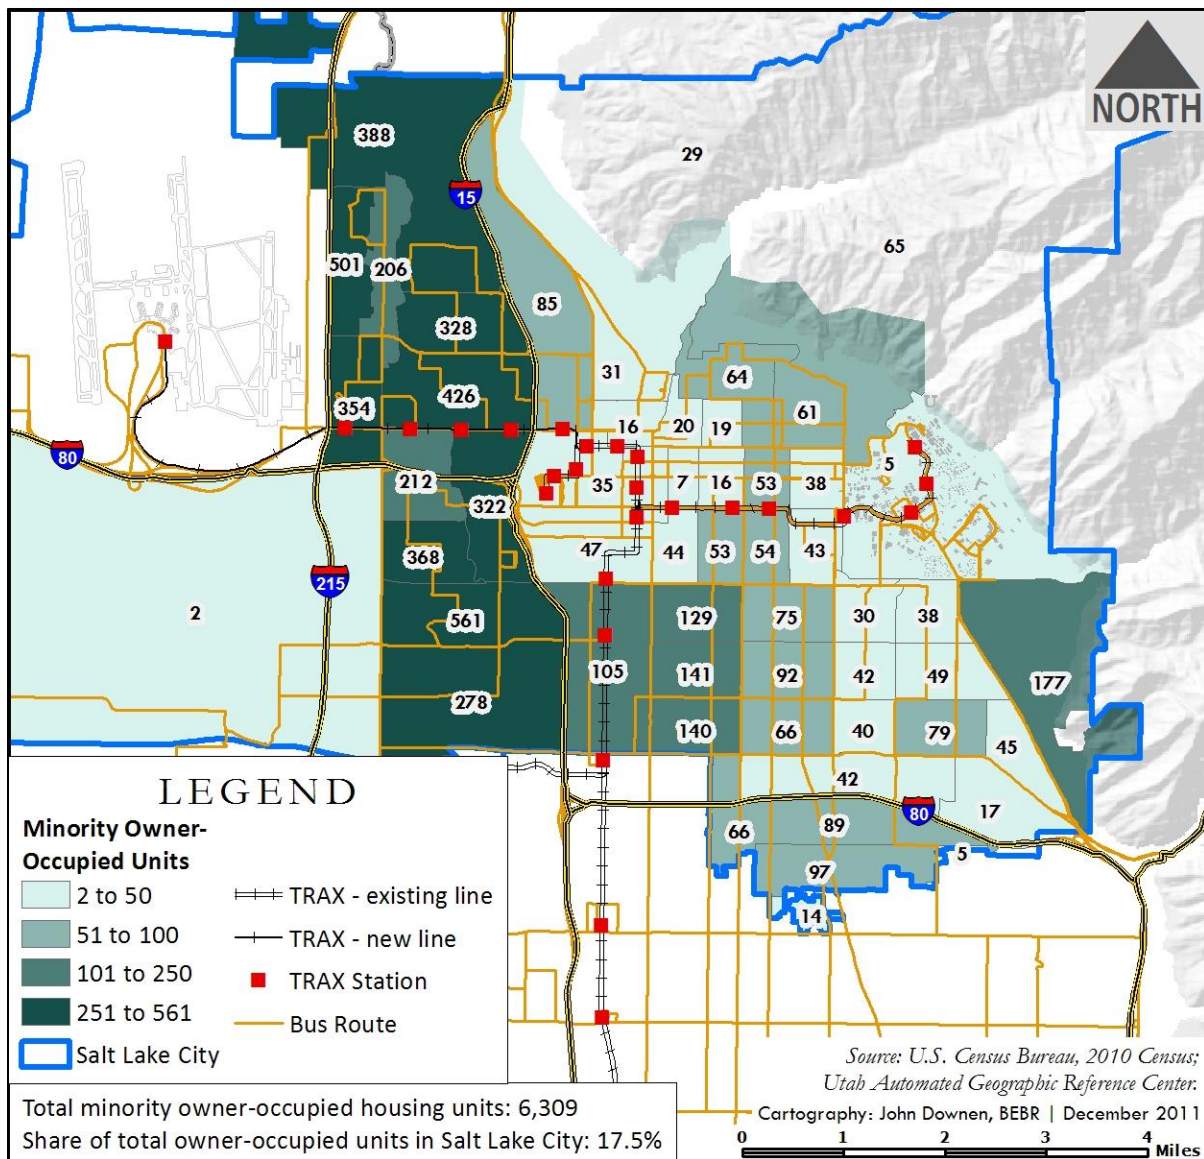 NORTH
388
29
15
65
501
206
85
328
31
64
426
354
61
20
19
16
80
5
212
35
7
16
53
38
322
47
44
53
54
43
368
215
2
561
129
75
30
38
105
141
92
42
49
177
278
140
66
40
79
45
42
17
80
66
89
5
97
14
LEGEND
Minority Owner-
Occupied Units
2 to 50
51 to 100
101 to 250
251 to 561
Salt Lake City
TRAX - existing line
TRAX - new line
TRAX Station
Bus Route
Source: U.S. Census Bureau, 2010 Census;
Utah Automated Geographic Reference Center.
Cartography: John Downen, BEBR | December 2011
Total minority owner-occupied housing units: 6,309
Share of total owner-occupied units in Salt Lake City: 17.5%
0 1 2 3 4
Miles